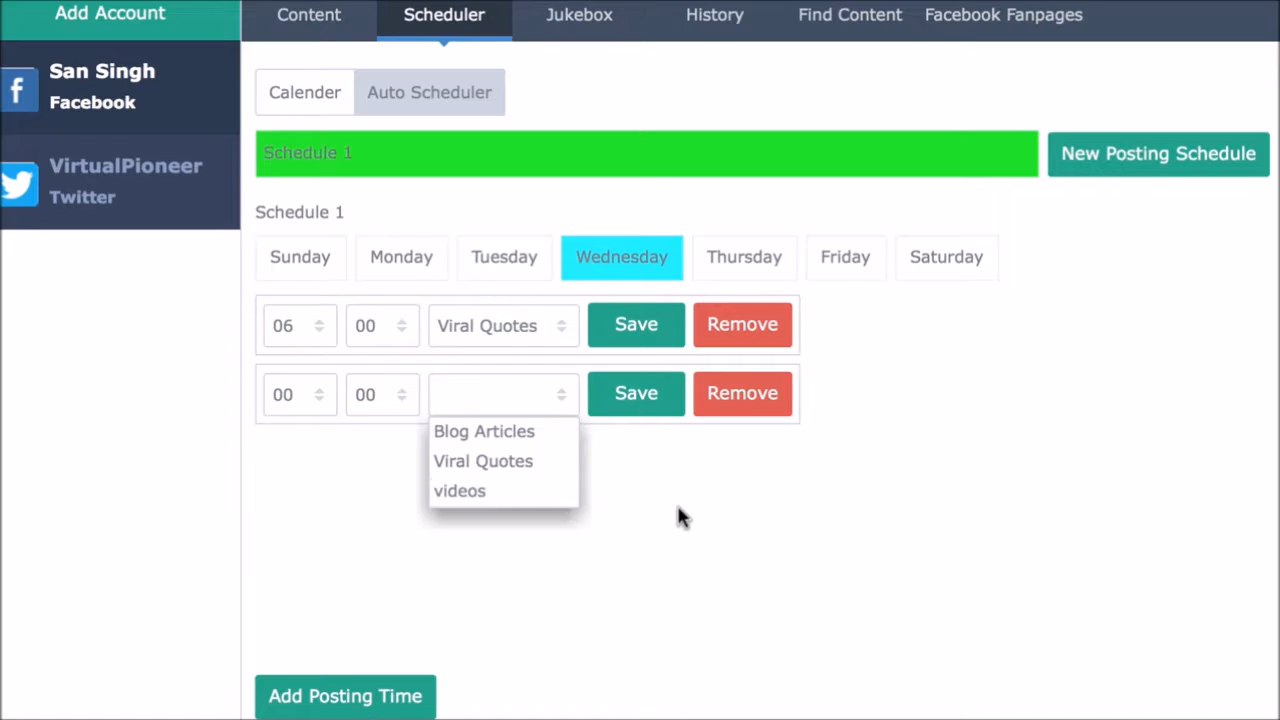 Add Account
Content Scheduler Jukebox History Find Content Facebook Fanpages
San Singh
Facebook
VirtualPioneer
Twitter
Calender Auto Scheduler
Schedule 1 New Posting Schedule
Schedule 1
Sunday Monday Tuesday Wednesday Thursday Friday Saturday
06 00 Viral Quotes Save Remove
00 00 Save Remove
Blog Articles
Viral Quotes
videos
Add Posting Time